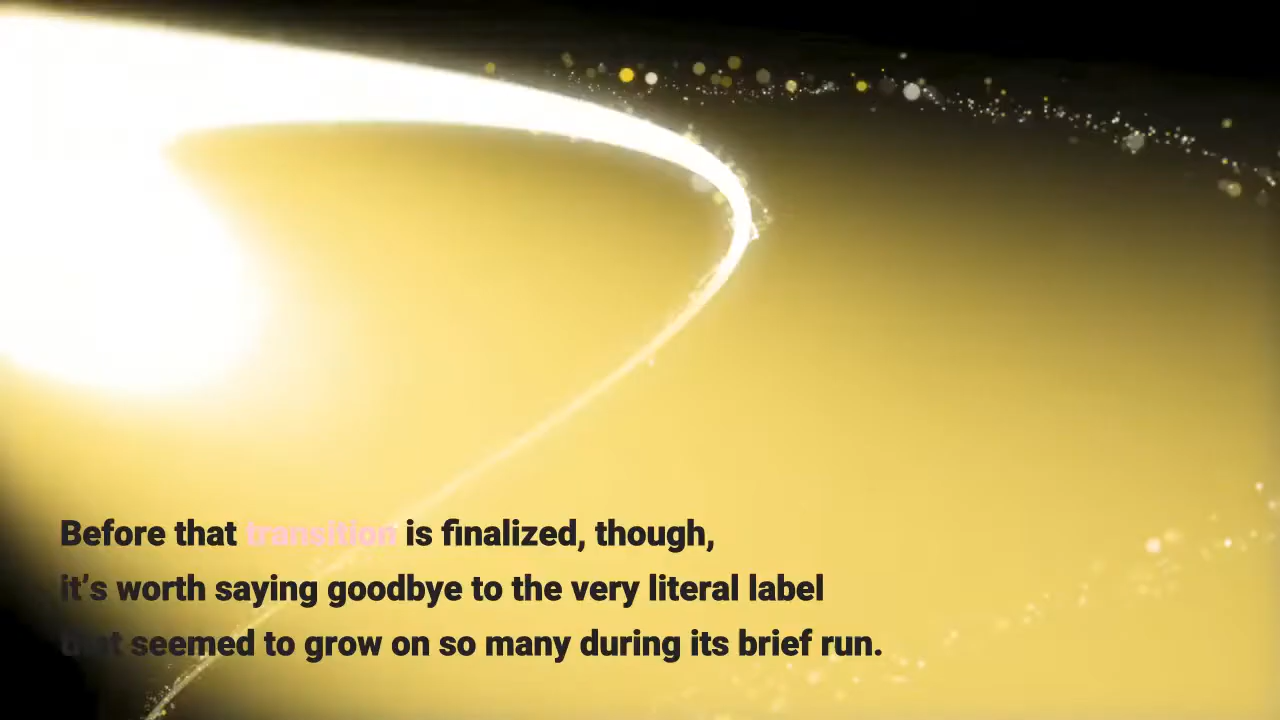 Before that transition is finalized, though,
it's worth saying goodbye to the very literal label
that seemed to grow on so many during its brief run.